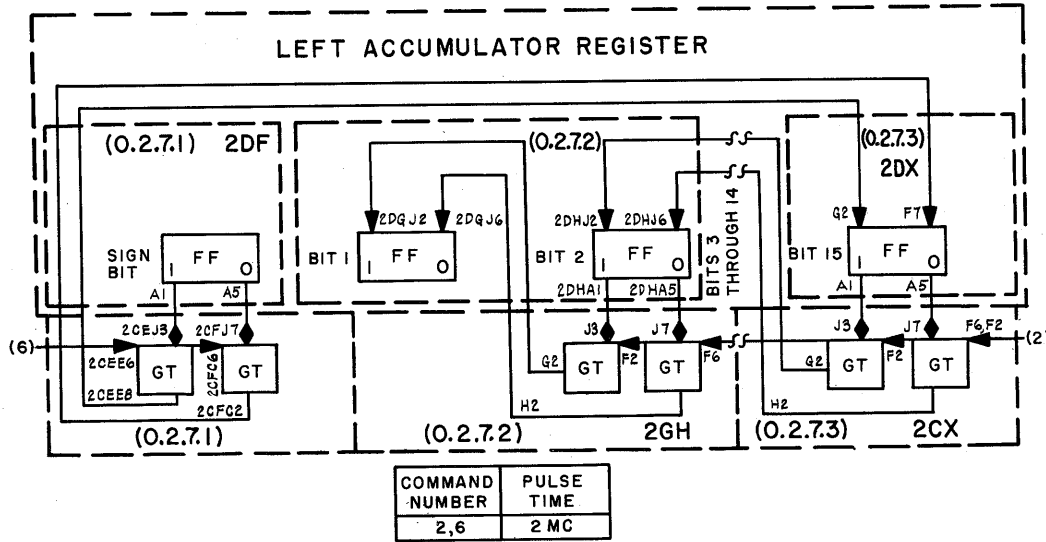 LEFT ACCUMULATOR REGISTER
(0.2.7.1) 2DF
(0.2.7.2)
(0.2.7.3)
2DX
2DGJ2 2DGJ6
2DHJ2 2DHJ6
G2 F7
SIGN BIT
FF
1 0
BIT 1
FF
1 0
BIT 2
FF
1 0
BITS 3 THROUGH 14
BIT 15
FF
1 0
A1 A5
2DHA1 2DHA5
A1 A5
2CEJ3 2CFJ7
J3 J7
J3 J7
F6,F2
(6)
(2
2CEE6
GT
2CFC6
GT
G2
GT
F2
GT
F6
G2
GT
F2
GT
2CEE8
2CFC2
H2
H2
(0.2.7.1)
(0.2.7.2) 2GH
(0.2.7.3) 2CX
COMMAND NUMBER
PULSE TIME
2,6
2 MC